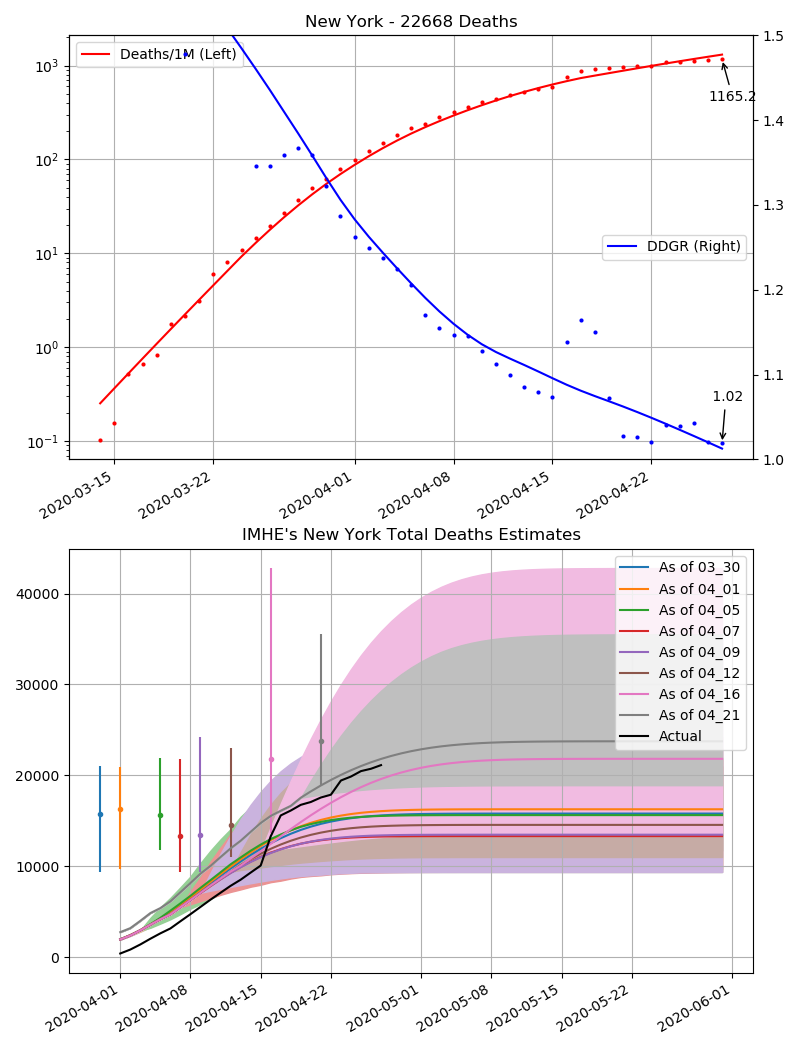 New York - 22668 Deaths
Deaths/1M (Left)
DDGR (Right)
1165.2
1.02
10³
10²
10¹
10⁰
10⁻¹
1.5
1.4
1.3
1.2
1.1
1.0
2020-03-15
2020-03-22
2020-04-01
2020-04-08
2020-04-15
2020-04-22
IMHE's New York Total Deaths Estimates
As of 03_30
As of 04_01
As of 04_05
As of 04_07
As of 04_09
As of 04_12
As of 04_16
As of 04_21
Actual
40000
30000
20000
10000
0
2020-04-01
2020-04-08
2020-04-15
2020-04-22
2020-05-01
2020-05-08
2020-05-15
2020-05-22
2020-06-01